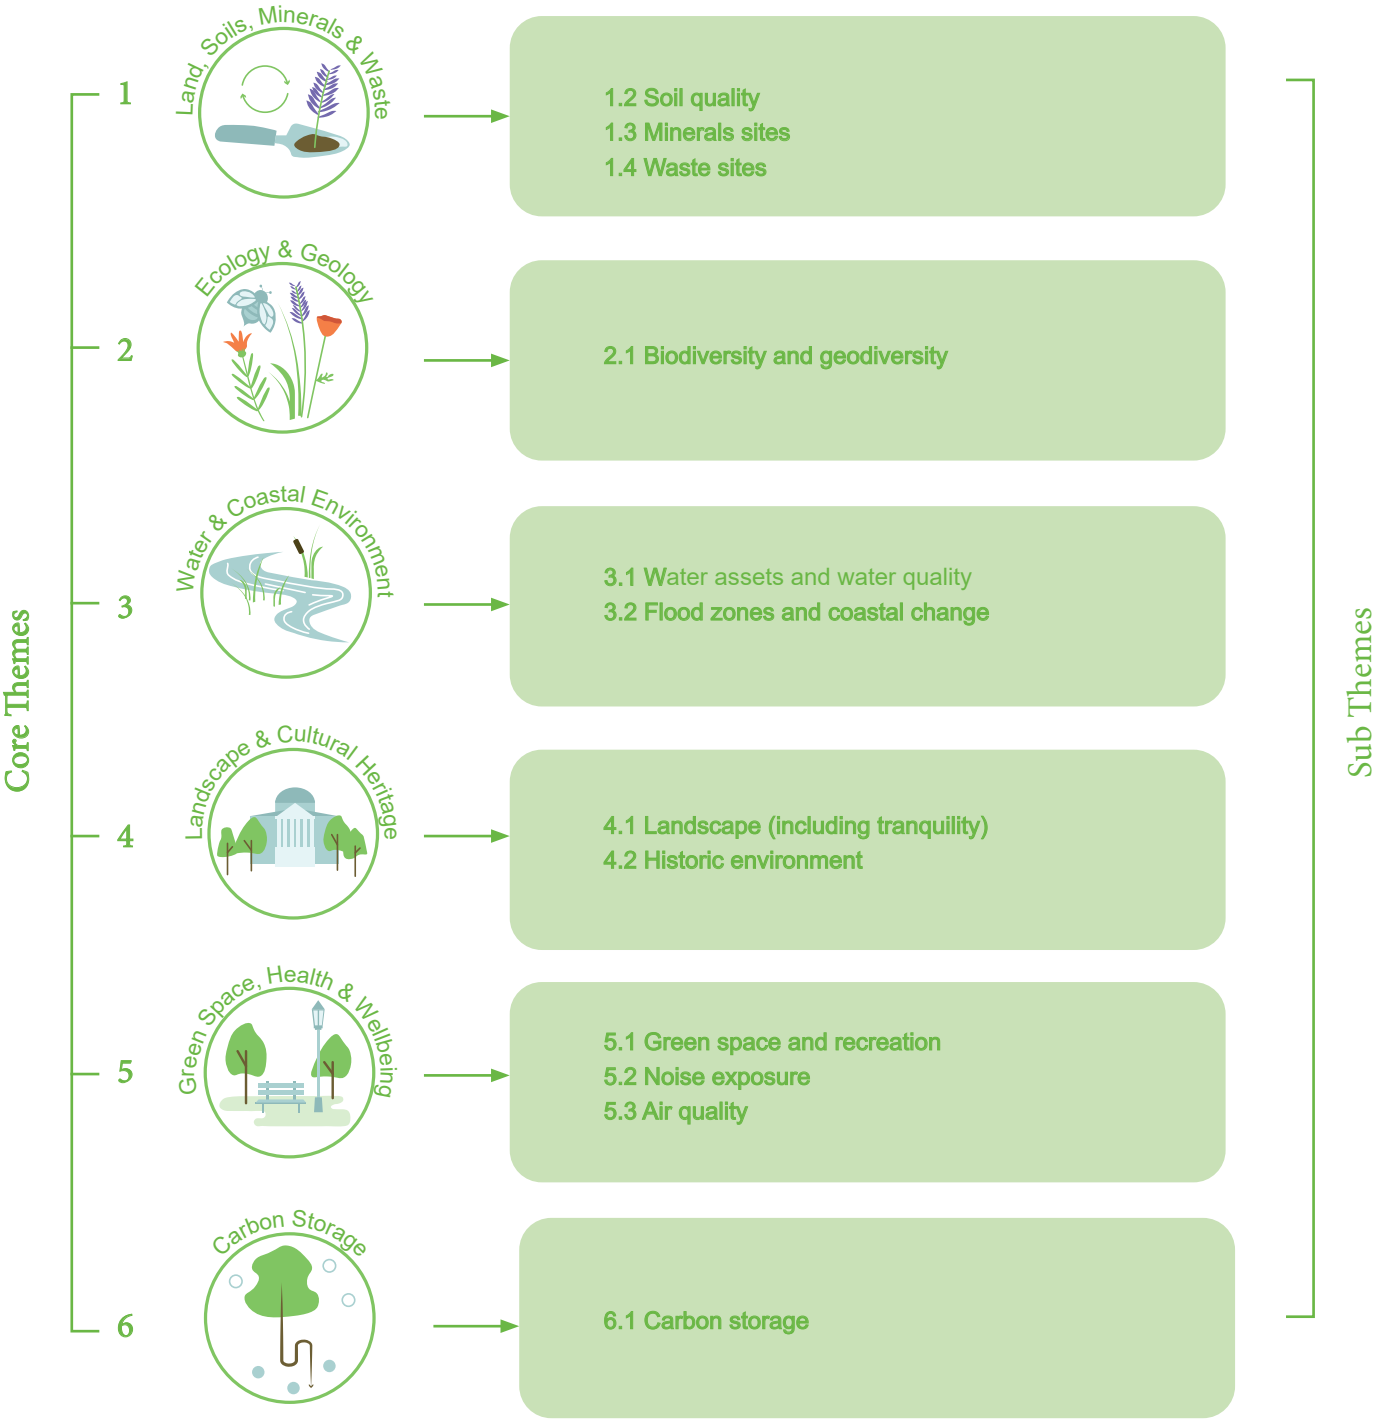 Core Themes
Sub Themes
1
Land, Soils, Minerals & Waste
1.2 Soil quality
1.3 Minerals sites
1.4 Waste sites
2
Ecology & Geology
2.1 Biodiversity and geodiversity
3
Water & Coastal Environment
3.1 Water assets and water quality
3.2 Flood zones and coastal change
4
Landscape & Cultural Heritage
4.1 Landscape (including tranquility)
4.2 Historic environment
5
Green Space, Health & Wellbeing
5.1 Green space and recreation
5.2 Noise exposure
5.3 Air quality
6
Carbon Storage
6.1 Carbon storage